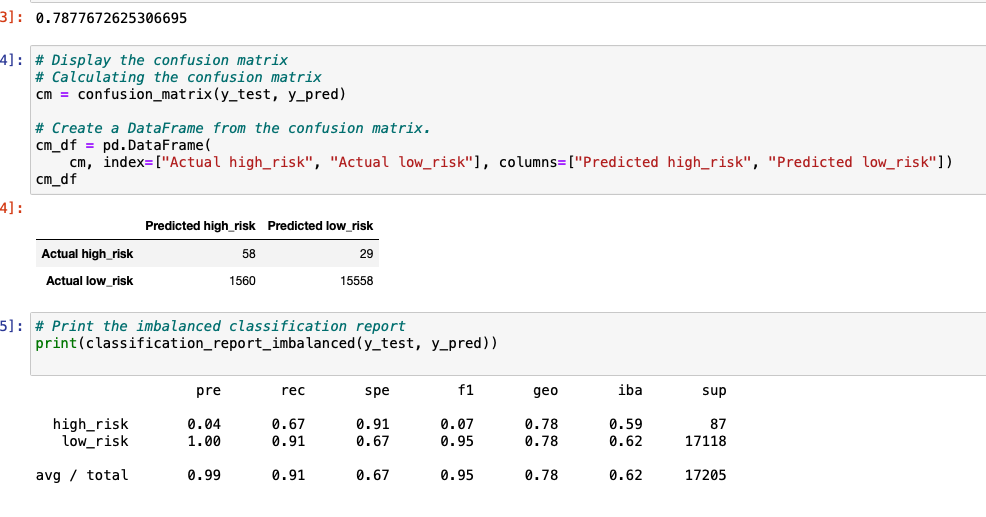 3]: 0.7877672625306695
4]: # Display the confusion matrix
# Calculating the confusion matrix
cm = confusion_matrix(y_test, y_pred)
# Create a DataFrame from the confusion matrix.
cm_df = pd.DataFrame(
cm, index=["Actual high_risk", "Actual low_risk"], columns=["Predicted high_risk", "Predicted low_risk"])
cm_df
4]:
Predicted high_risk Predicted low_risk
Actual high_risk 58 29
Actual low_risk 1560 15558
5]: # Print the imbalanced classification report
print(classification_report_imbalanced(y_test, y_pred))
pre rec spe f1 geo iba sup
high_risk 0.04 0.67 0.91 0.07 0.78 0.59 87
low_risk 1.00 0.91 0.67 0.95 0.78 0.62 17118
avg / total 0.99 0.91 0.67 0.95 0.78 0.62 17205